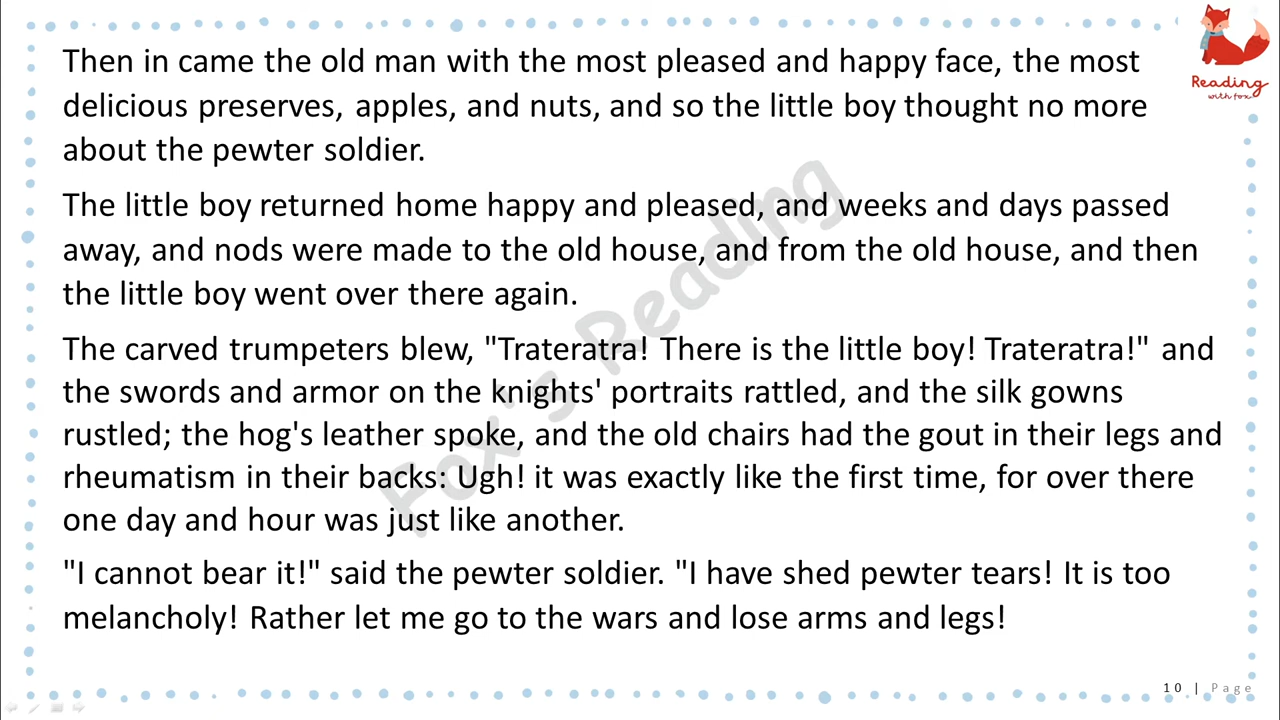 Then in came the old man with the most pleased and happy face, the most
delicious preserves, apples, and nuts, and so the little boy thought no more
about the pewter soldier.
The little boy returned home happy and pleased, and weeks and days passed
away, and nods were made to the old house, and from the old house, and then
the little boy went over there again.
The carved trumpeters blew, "Trateratra! There is the little boy! Trateratra!" and
the swords and armor on the knights' portraits rattled, and the silk gowns
rustled; the hog's leather spoke, and the old chairs had the gout in their legs and
rheumatism in their backs: Ugh! it was exactly like the first time, for over there
one day and hour was just like another.
"I cannot bear it!" said the pewter soldier. "I have shed pewter tears! It is too
melancholy! Rather let me go to the wars and lose arms and legs!
Reading
with fox
Fox's Reading
10 | Page